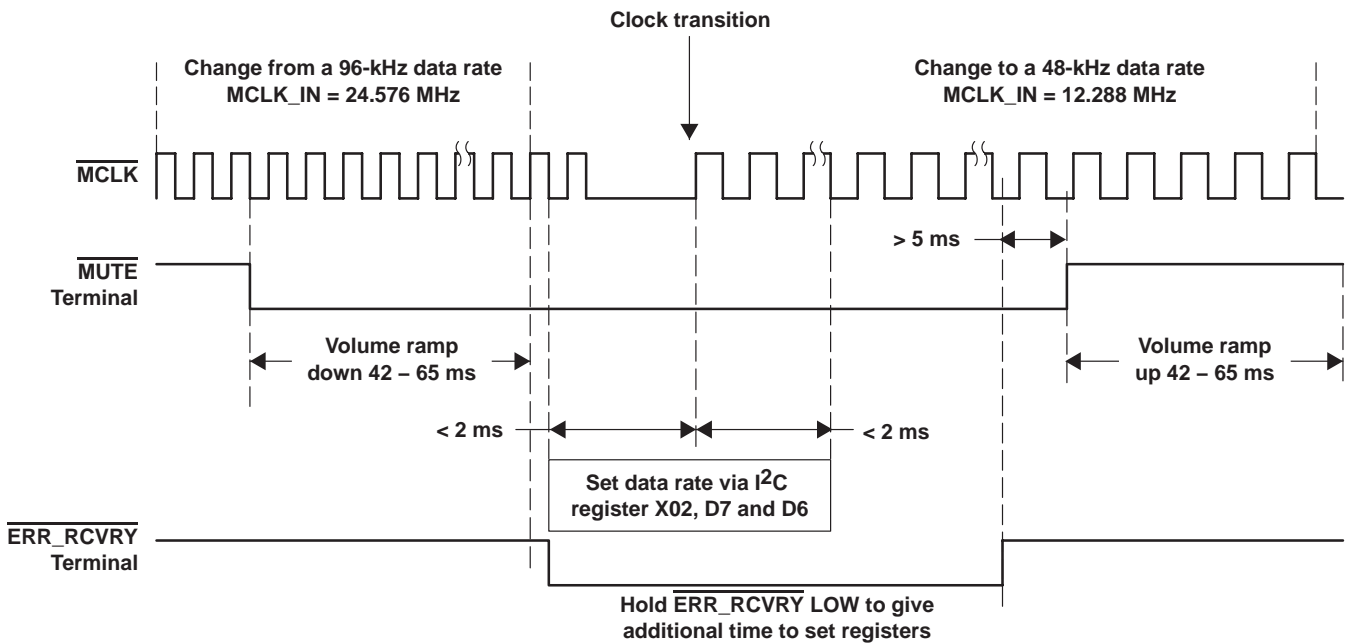 Clock transition
Change from a 96-kHz data rate
MCLK_IN = 24.576 MHz
Change to a 48-kHz data rate
MCLK_IN = 12.288 MHz
MCLK
> 5 ms
MUTE
Terminal
Volume ramp
down 42 – 65 ms
Volume ramp
up 42 – 65 ms
< 2 ms
< 2 ms
Set data rate via I2C
register X02, D7 and D6
ERR_RCVRY
Terminal
Hold ERR_RCVRY LOW to give
additional time to set registers